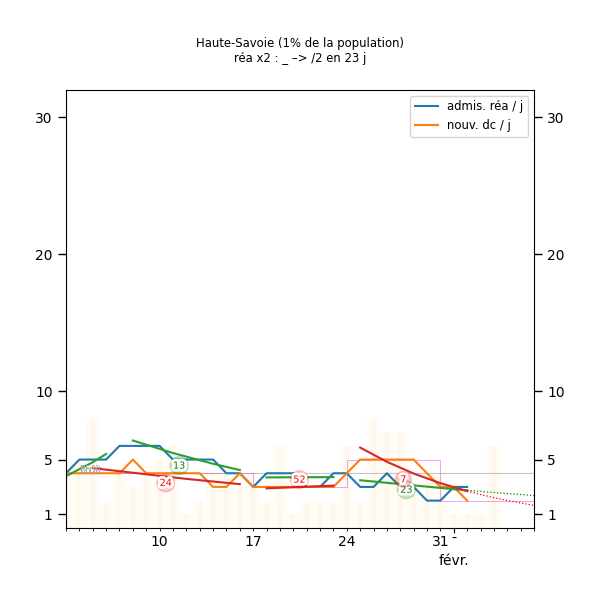 Haute-Savoie (1% de la population)
réa x2 : _ –> /2 en 23 j
admis. réa / j
nouv. dc / j
30 30
20 20
10 10
5 5
1 1
13
24
52
7
23
10 17 24 31 -
févr.